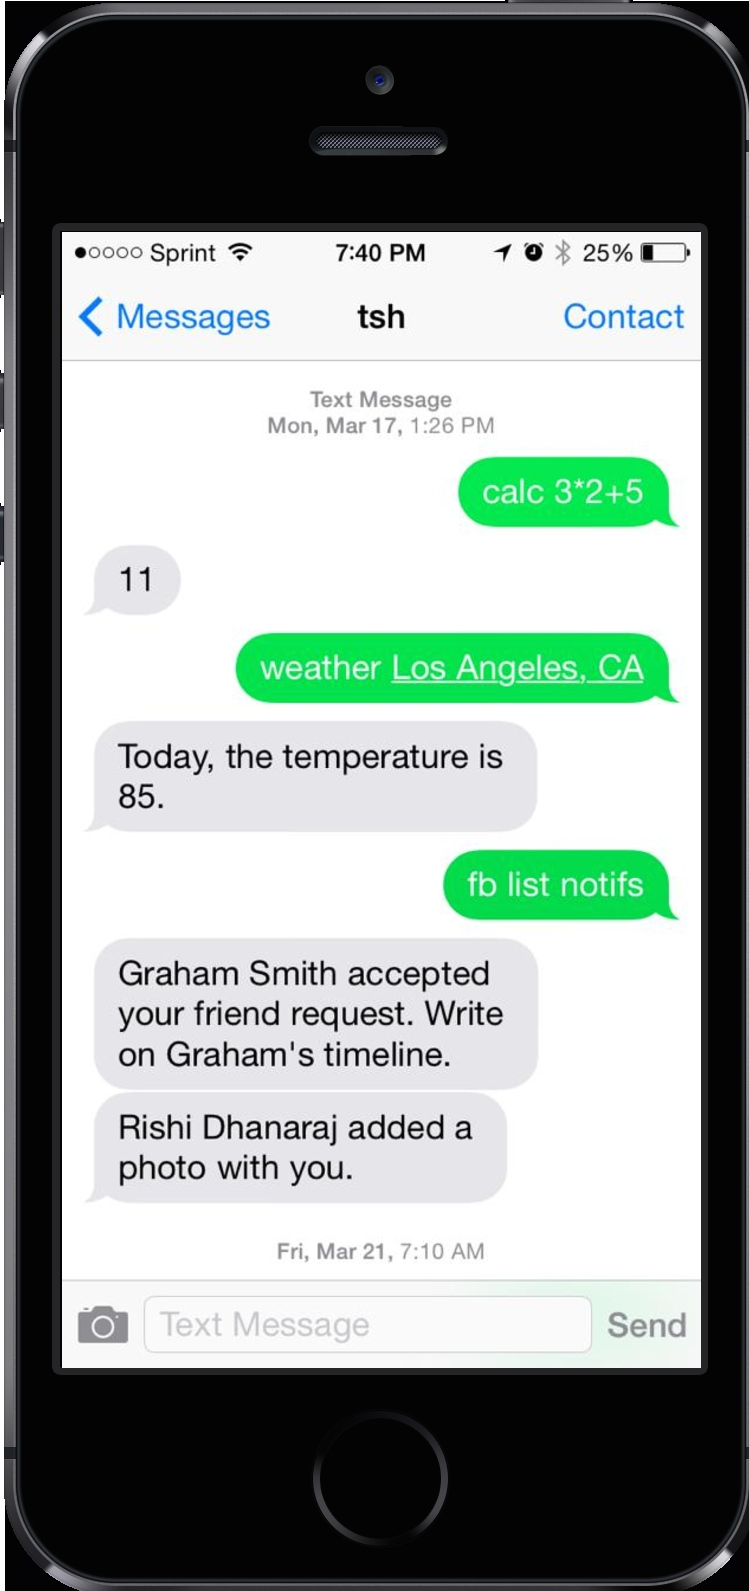 Sprint 7:40 PM 25%
Messages tsh Contact
Text Message
Mon, Mar 17, 1:26 PM
calc 3*2+5
11
weather Los Angeles, CA
Today, the temperature is
85.
fb list notifs
Graham Smith accepted
your friend request. Write
on Graham's timeline.
Rishi Dhanaraj added a
photo with you.
Fri, Mar 21, 7:10 AM
Text Message Send